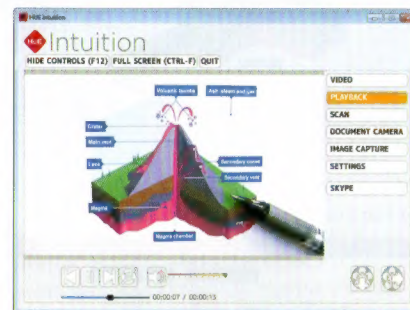 HUE Intuition
HUE Intuition
HIDE CONTROLS (F12) FULL SCREEN (CTRL-F) QUIT
VIDEO
PLAYBACK
SCAN
DOCUMENT CAMERA
IMAGE CAPTURE
SETTINGS
SKYPE
Volcanic bombs
Ash, steam and gas
Crater
Main vent
Lava
Magma
Secondary cone
Secondary vent
Magma chamber
00:00:07 / 00:00:15